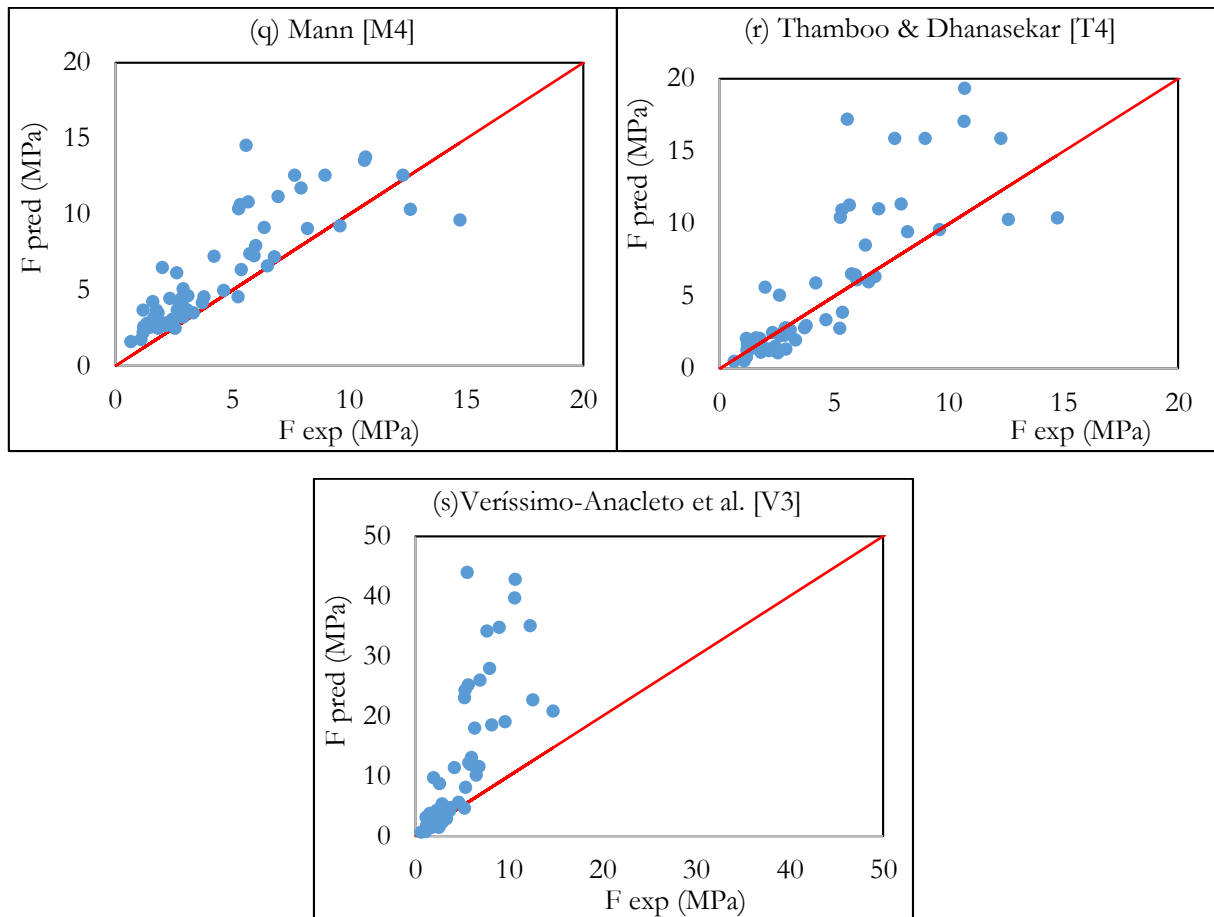 (q) Mann [M4]
20
15
10
5
0
0 5 10 15 20
F pred (MPa)
F exp (MPa)
(r) Thamboo & Dhanasekar [T4]
20
15
10
5
0
0 5 10 15 20
F pred (MPa)
F exp (MPa)
(s)Veríssimo-Anacleto et al. [V3]
50
40
30
20
10
0
0 10 20 30 40 50
F pred (MPa)
F exp (MPa)